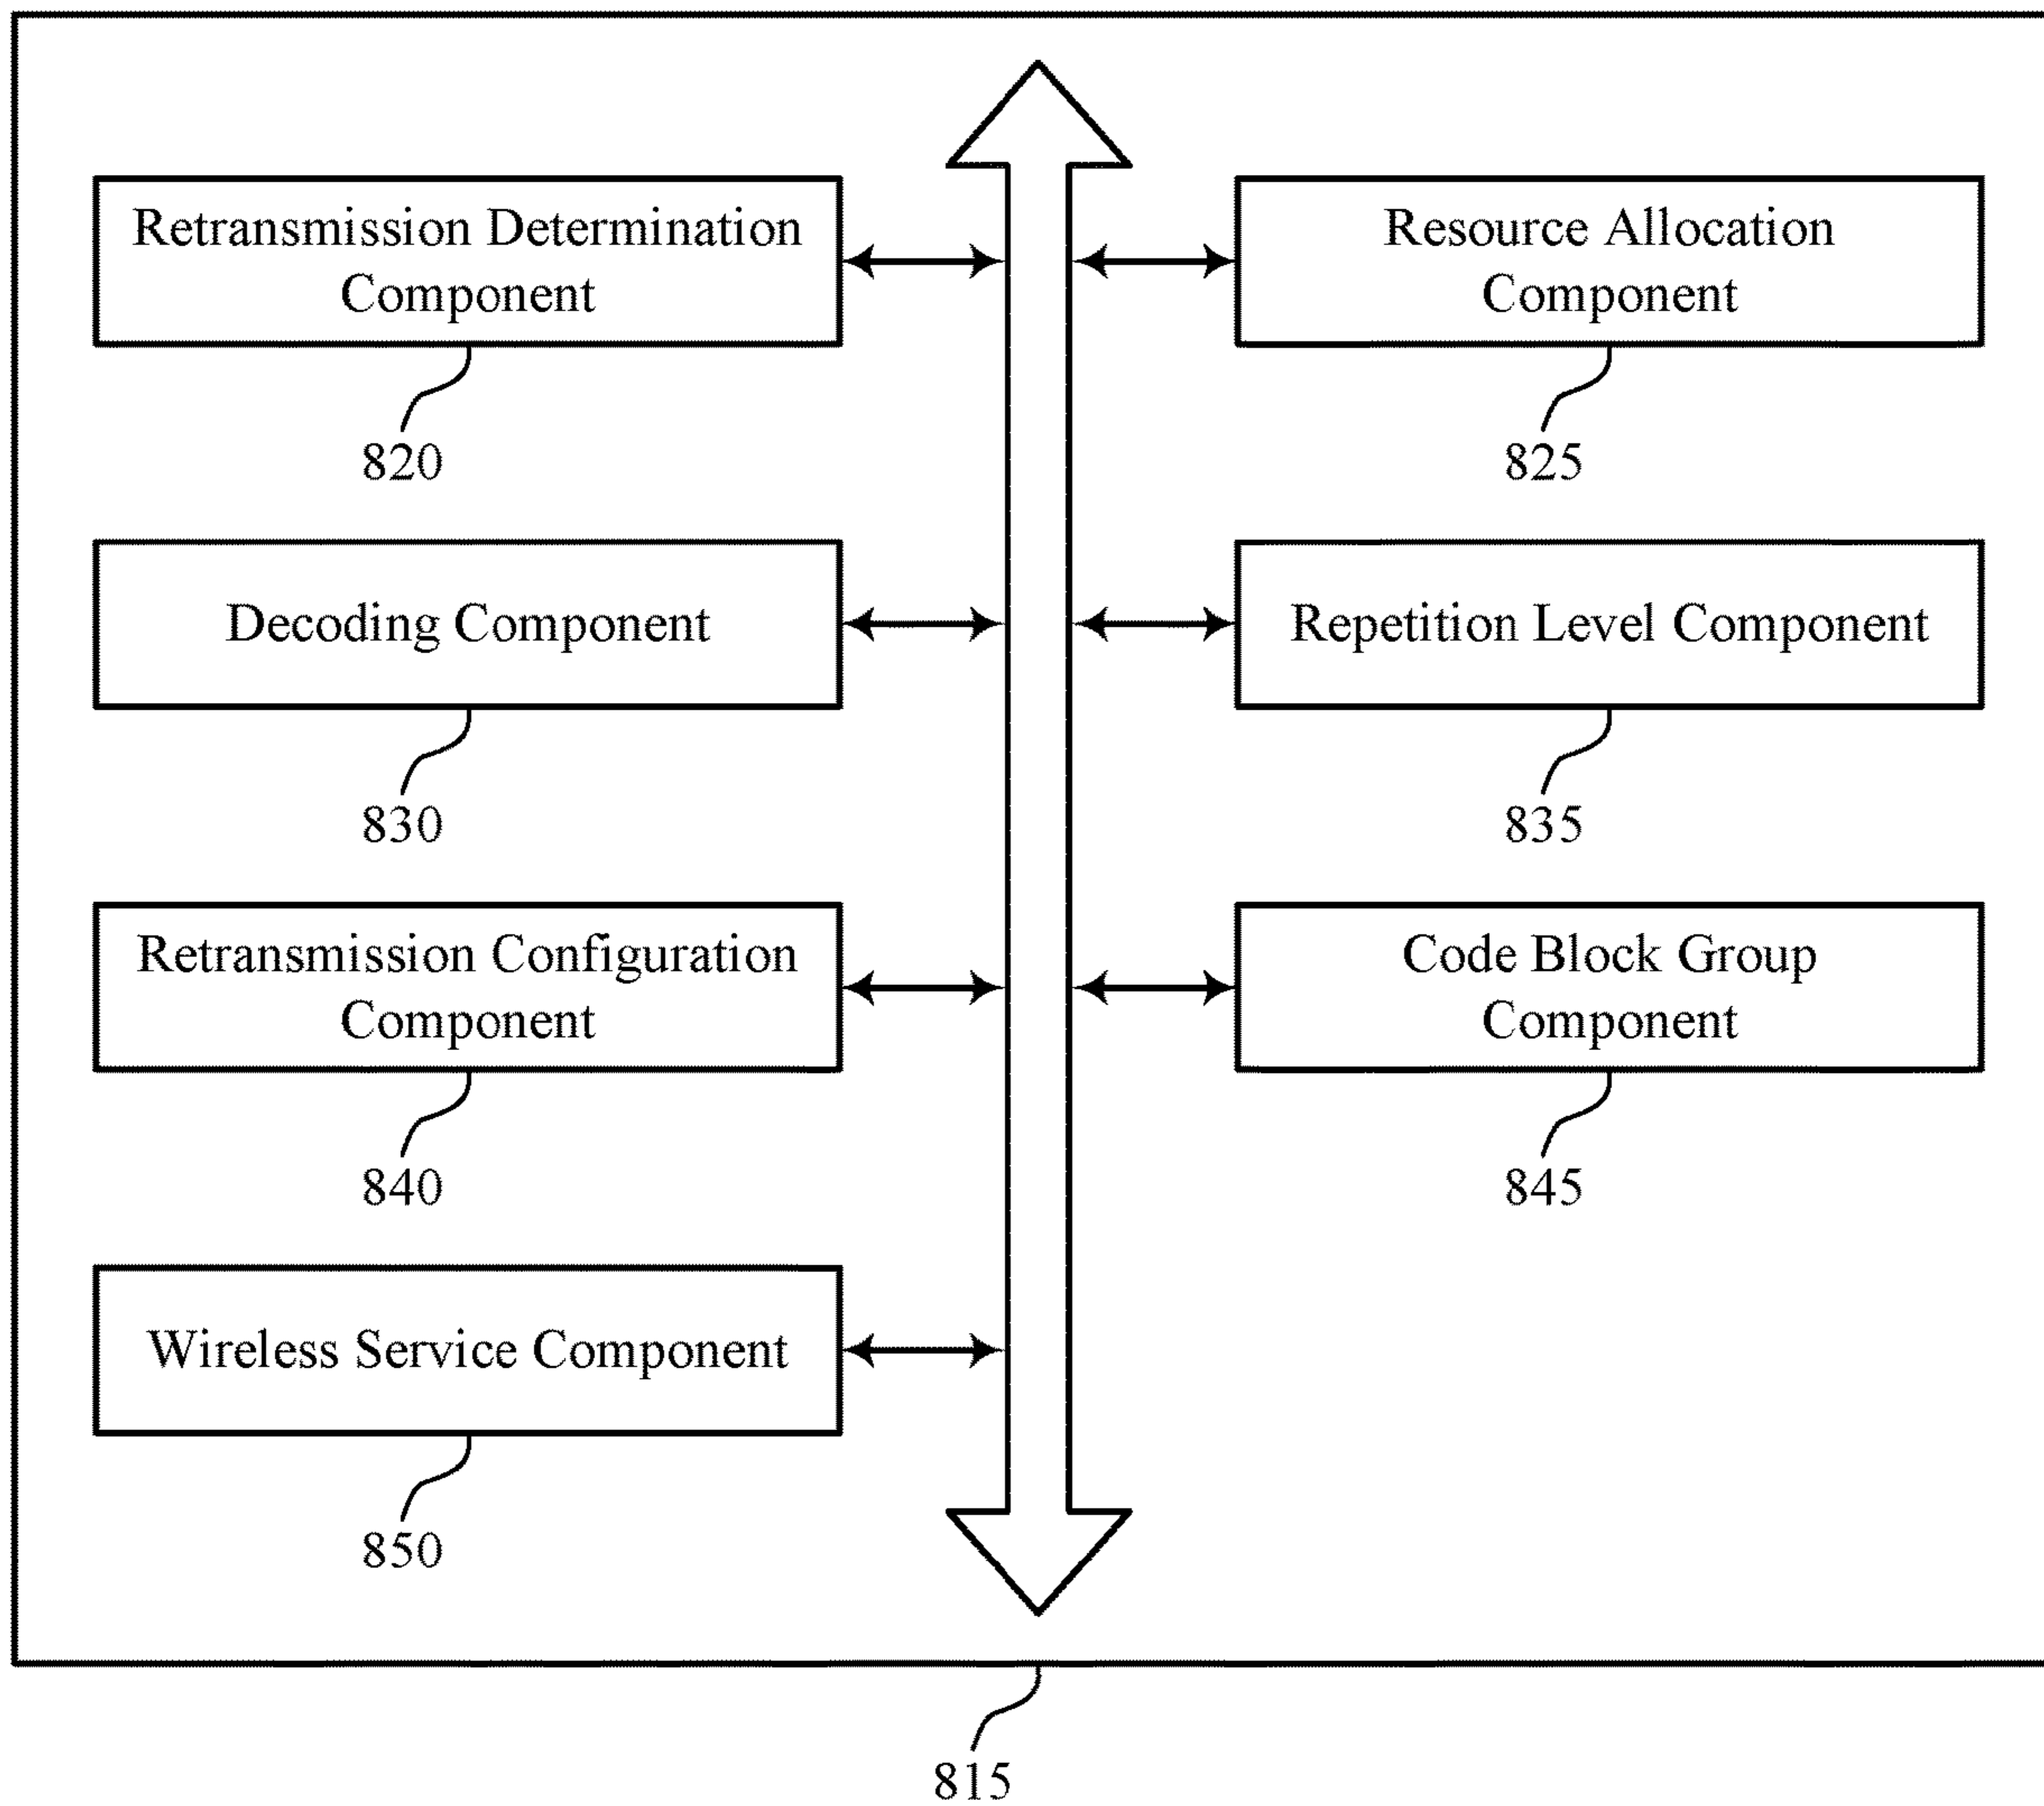 Retransmission Determination
Component
820
Resource Allocation
Component
825
Decoding Component
830
Repetition Level Component
835
Retransmission Configuration
Component
840
Code Block Group
Component
845
Wireless Service Component
850
815